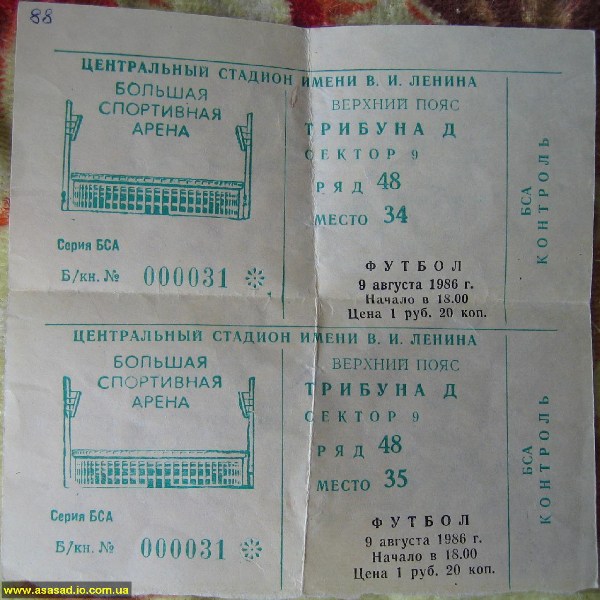 88
ЦЕНТРАЛЬНЫЙ СТАДИОН ИМЕНИ В. И. ЛЕНИНА
БОЛЬШАЯ
СПОРТИВНАЯ
АРЕНА
Серия БСА
Б/кн. № 000031
ВЕРХНИЙ ПОЯС
ТРИБУНА Д
СЕКТОР 9
РЯД 48
МЕСТО 34
ФУТБОЛ
9 августа 1986 г.
Начало в 18.00
Цена 1 руб. 20 коп.
БСА
КОНТРОЛЬ
ЦЕНТРАЛЬНЫЙ СТАДИОН ИМЕНИ В. И. ЛЕНИНА
БОЛЬШАЯ
СПОРТИВНАЯ
АРЕНА
Серия БСА
Б/кн. № 000031
ВЕРХНИЙ ПОЯС
ТРИБУНА Д
СЕКТОР 9
РЯД 48
МЕСТО 35
ФУТБОЛ
9 августа 1986 г.
Начало в 18.00
Цена 1 руб. 20 коп.
БСА
КОНТРОЛЬ
www.asasad.io.com.ua